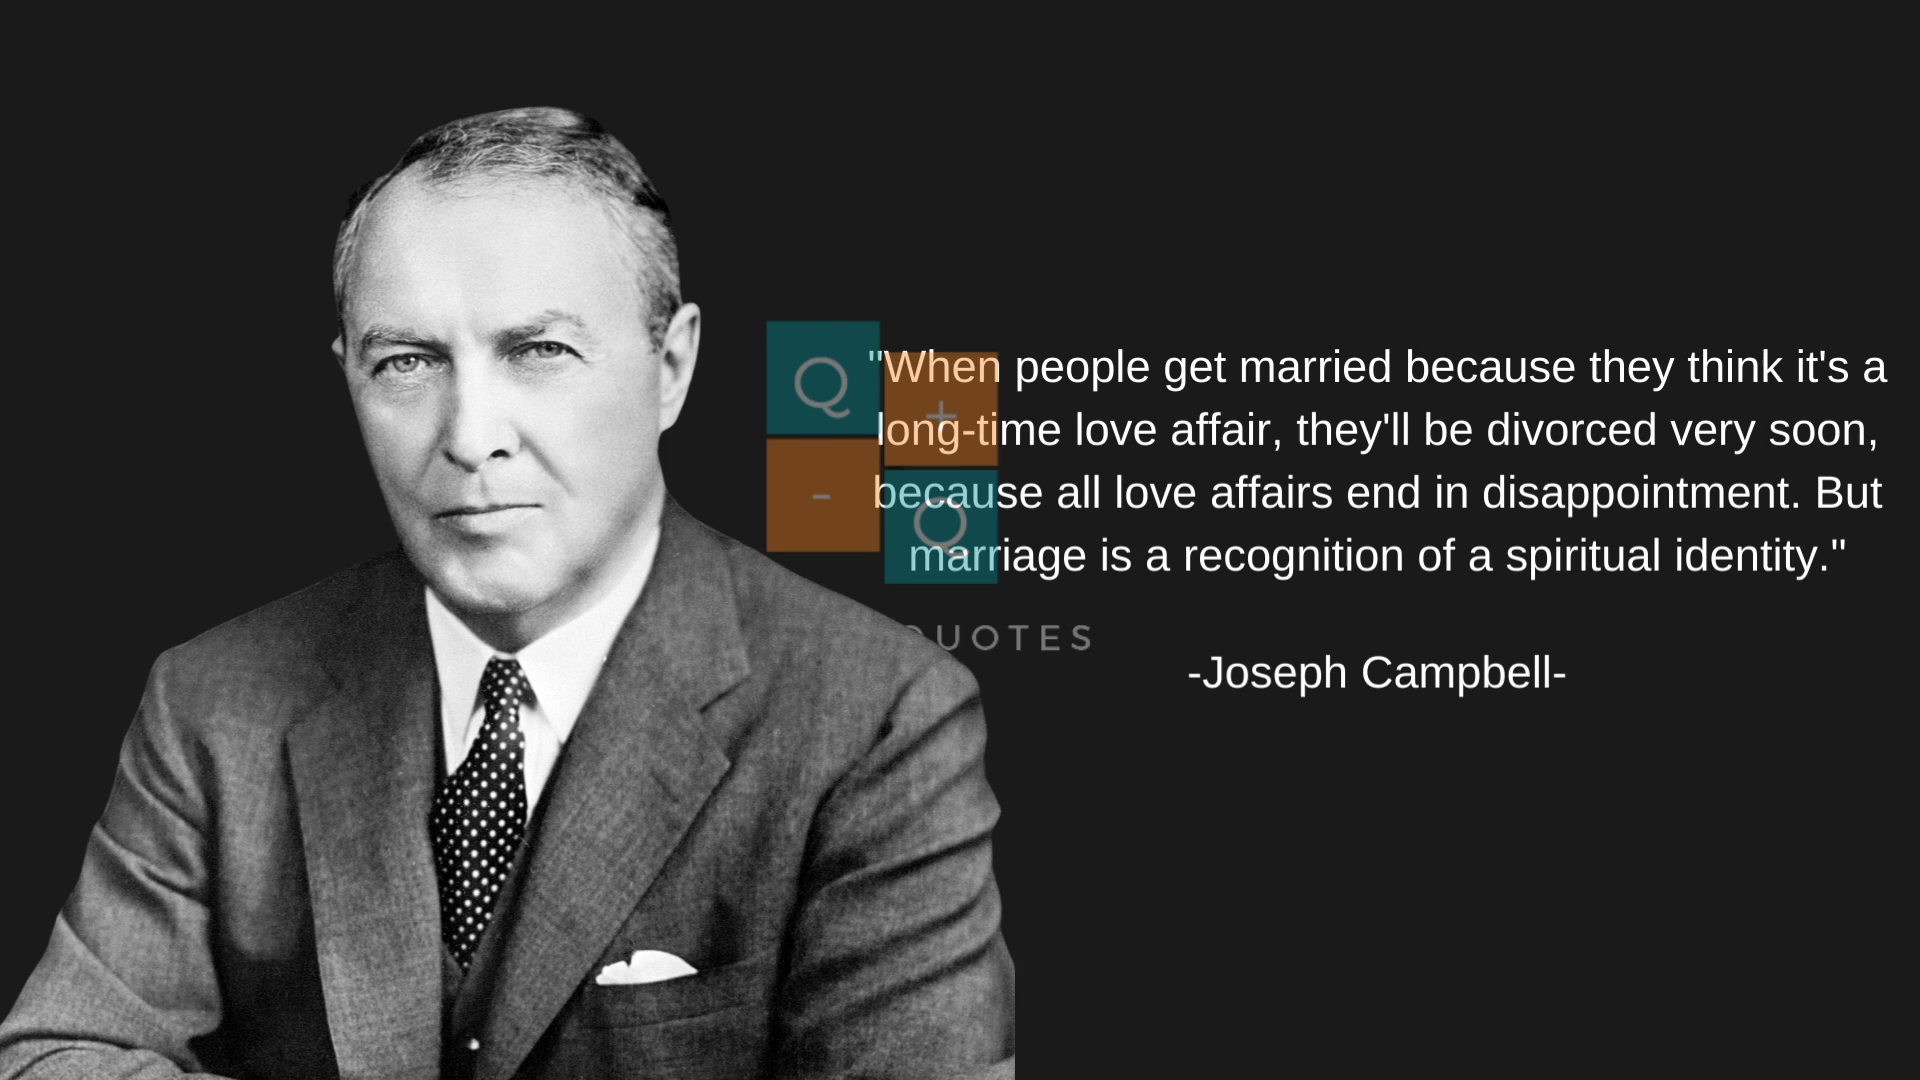 "When people get married because they think it's a
long-time love affair, they'll be divorced very soon,
because all love affairs end in disappointment. But
marriage is a recognition of a spiritual identity."
-Joseph Campbell-
Q
+
-
Q
QUOTES